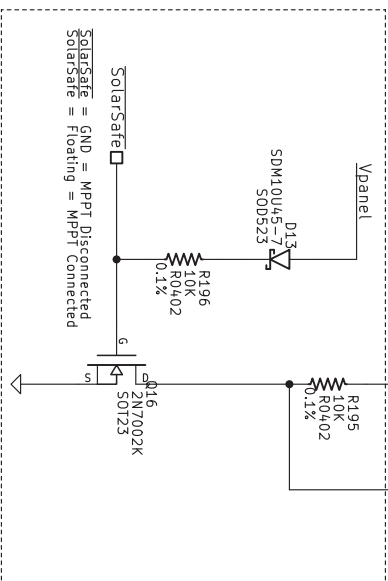 Vpanel
D13
SDM10U45-7
SOD523
R196
10K
R0402
0.1%
SolarSafe
SolarSafe = GND = MPPT Disconnected
SolarSafe = Floating = MPPT Connected
R195
10K
R0402
0.1%
G
D
S
Q16
2N7002K
SOT23